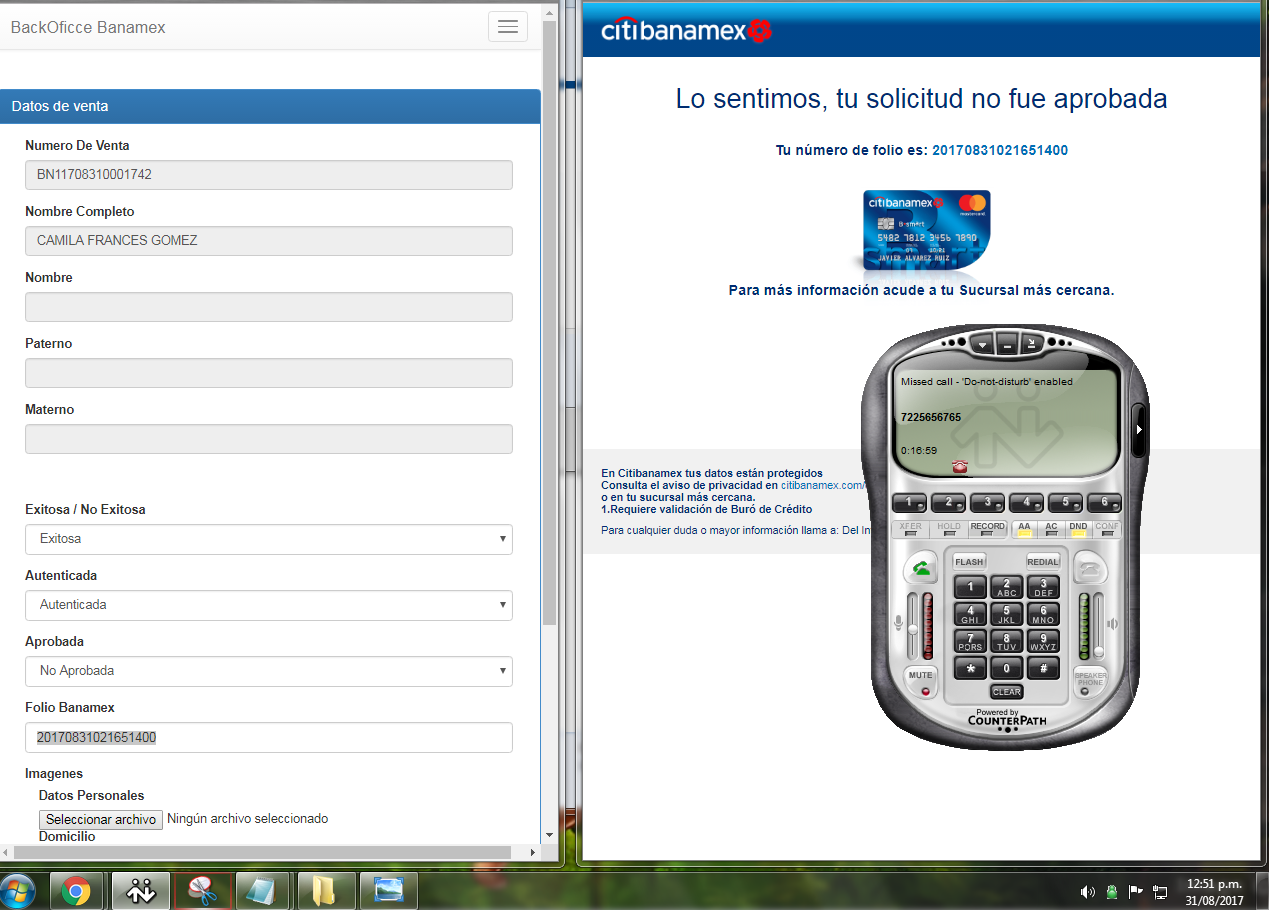 BackOficce Banamex
Datos de venta
Numero De Venta
BN11708310001742
Nombre Completo
CAMILA FRANCES GOMEZ
Nombre
Paterno
Materno
Exitosa / No Exitosa
Exitosa
Autenticada
Autenticada
Aprobada
No Aprobada
Folio Banamex
20170831021651400
Imagenes
Datos Personales
Seleccionar archivo Ningún archivo seleccionado
Domicilio
citibanamex
Lo sentimos, tu solicitud no fue aprobada
Tu número de folio es: 20170831021651400
citibanamex
mastercard
B•smart
5482 7812 3456 7890
JAVIER ALVAREZ RUIZ
Para más información acude a tu Sucursal más cercana.
En Citibanamex tus datos están protegidos
Consulta el aviso de privacidad en citibanamex.com/
o en tu sucursal más cercana.
1.Requiere validación de Buró de Crédito
Para cualquier duda o mayor información llama a: Del Int
Missed call - 'Do-not-disturb' enabled
7225656765
0:16:59
1 2 3 4 5 6
XFER HOLD RECORD AA AC DND CONF
FLASH REDIAL
1 2 ABC 3 DEF
4 GHI 5 JKL 6 MNO
7 PQRS 8 TUV 9 WXYZ
* 0 #
MUTE
SPEAKER
PHONE
CLEAR
Powered by
COUNTERPATH
12:51 p.m.
31/08/2017